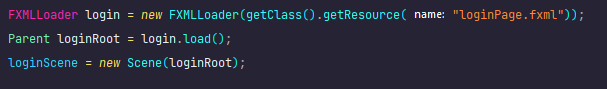 FXMLLoader login = new FXMLLoader(getClass().getResource( name: "loginPage.fxml"));
Parent loginRoot = login.load();
loginScene = new Scene(loginRoot);